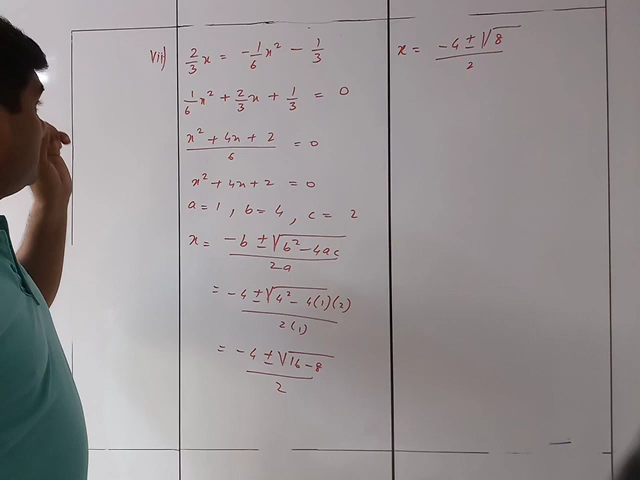 vii) 2/3 x = -1/6 x² - 1/3
1/6 x² + 2/3 x + 1/3 = 0
x² + 4x + 2 / 6 = 0
x² + 4x + 2 = 0
a = 1 , b = 4 , c = 2
x = -b ± √b² - 4ac / 2a
= -4 ± √4² - 4(1)(2) / 2(1)
= -4 ± √16 - 8 / 2
x = -4 ± √8 / 2